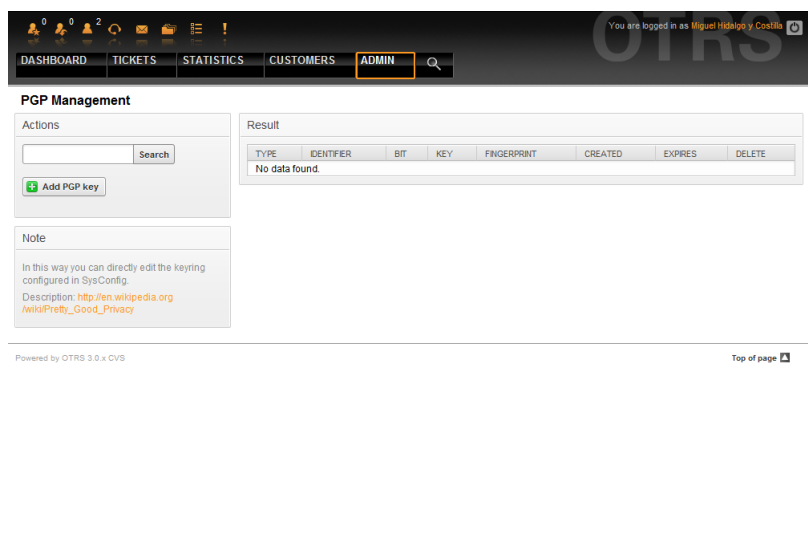 0 0 2
OTRS
You are logged in as Miguel Hidalgo y Costilla
DASHBOARD TICKETS STATISTICS CUSTOMERS ADMIN
PGP Management
Actions
Search
Add PGP key
Result
TYPE IDENTIFIER BIT KEY FINGERPRINT CREATED EXPIRES DELETE
No data found.
Note
In this way you can directly edit the keyring
configured in SysConfig.
Description: http://en.wikipedia.org
/wiki/Pretty_Good_Privacy
Powered by OTRS 3.0.x CVS
Top of page